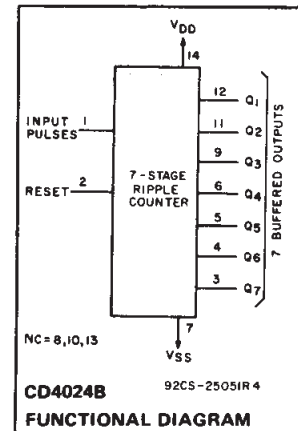 VDD
14
INPUT 1
PULSES
RESET 2
7-STAGE
RIPPLE
COUNTER
12 Q1
11 Q2
9 Q3
6 Q4
5 Q5
4 Q6
3 Q7
7 BUFFERED OUTPUTS
7
NC=8,10,13
VSS
CD4024B 92CS-25051R4
FUNCTIONAL DIAGRAM